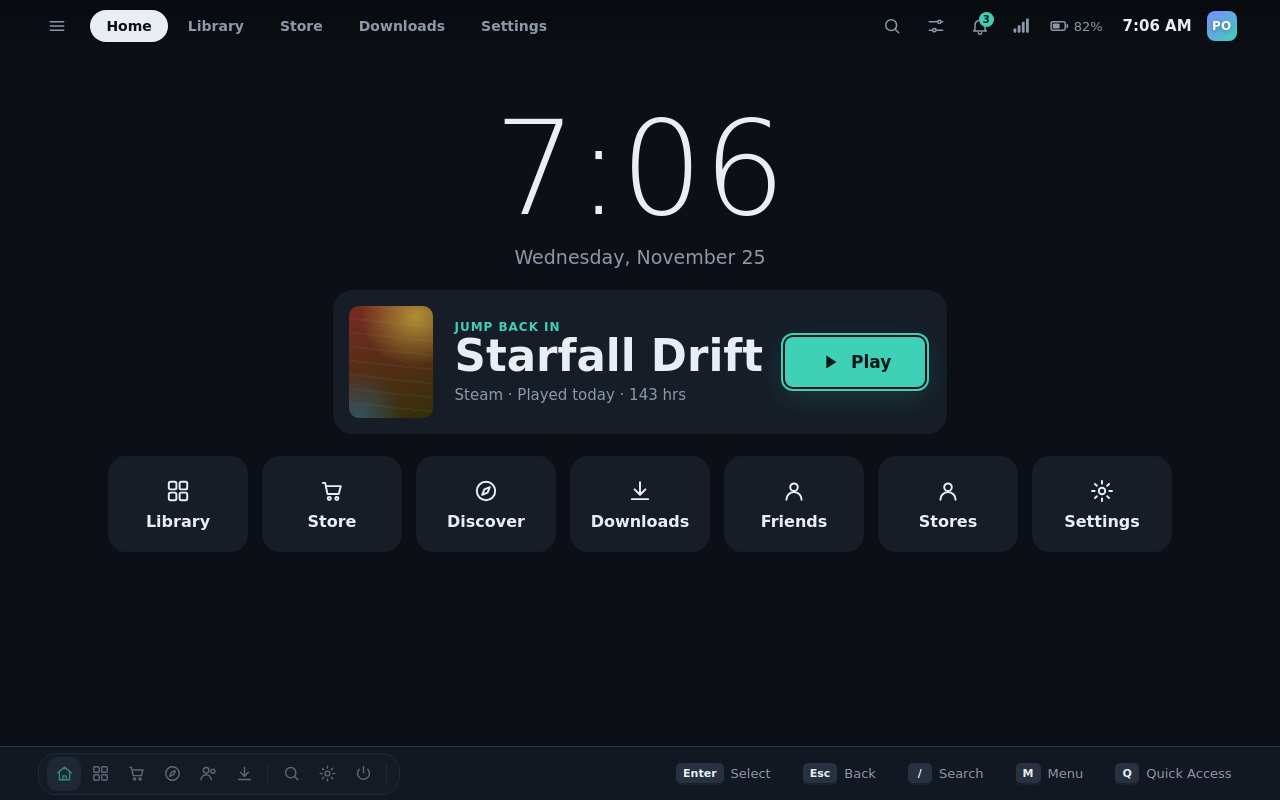 Home Library Store Downloads Settings 3 82% 7:06 AM PO
7:06
Wednesday, November 25
JUMP BACK IN
Starfall Drift
Steam · Played today · 143 hrs
Play
Library Store Discover Downloads Friends Stores Settings
Enter Select Esc Back / Search M Menu Q Quick Access